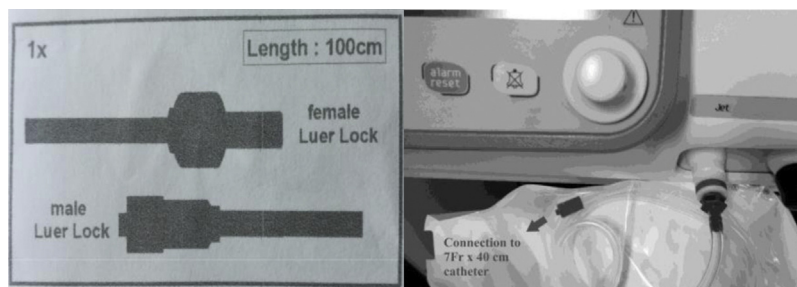 1x
Length : 100cm
female
Luer Lock
male
Luer Lock
alarm
reset
Jet
Connection to
7Fr x 40 cm
catheter